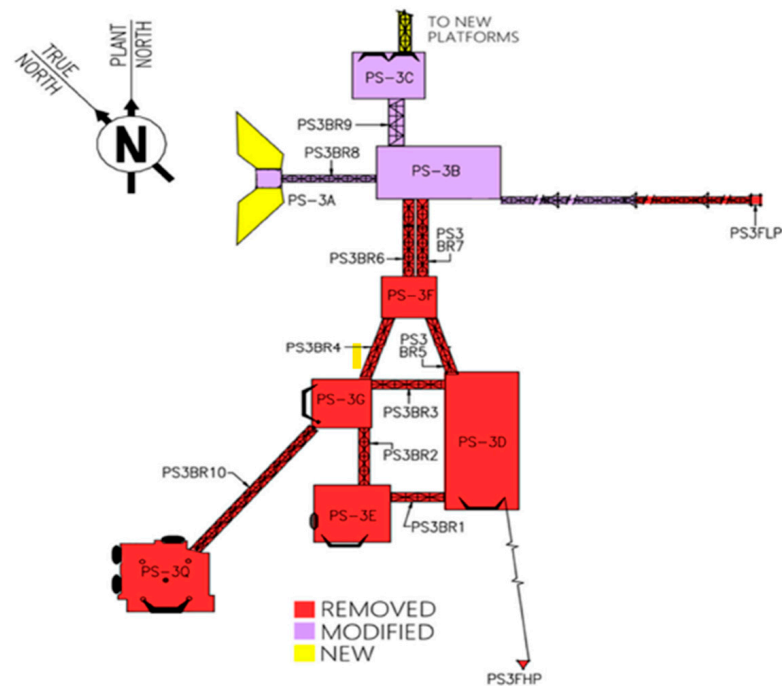 TO NEW
PLATFORMS
TRUE
NORTH
PLANT
NORTH
N
PS-3C
PS3BR9
PS3BR8
PS-3B
PS-3A
PS3FLP
PS3BR6
PS3
BR7
PS-3F
PS3BR4
PS3
BR5
PS-3G
PS3BR3
PS-3D
PS3BR2
PS3BR10
PS-3E
PS3BR1
PS-3Q
REMOVED
MODIFIED
NEW
PS3FHP